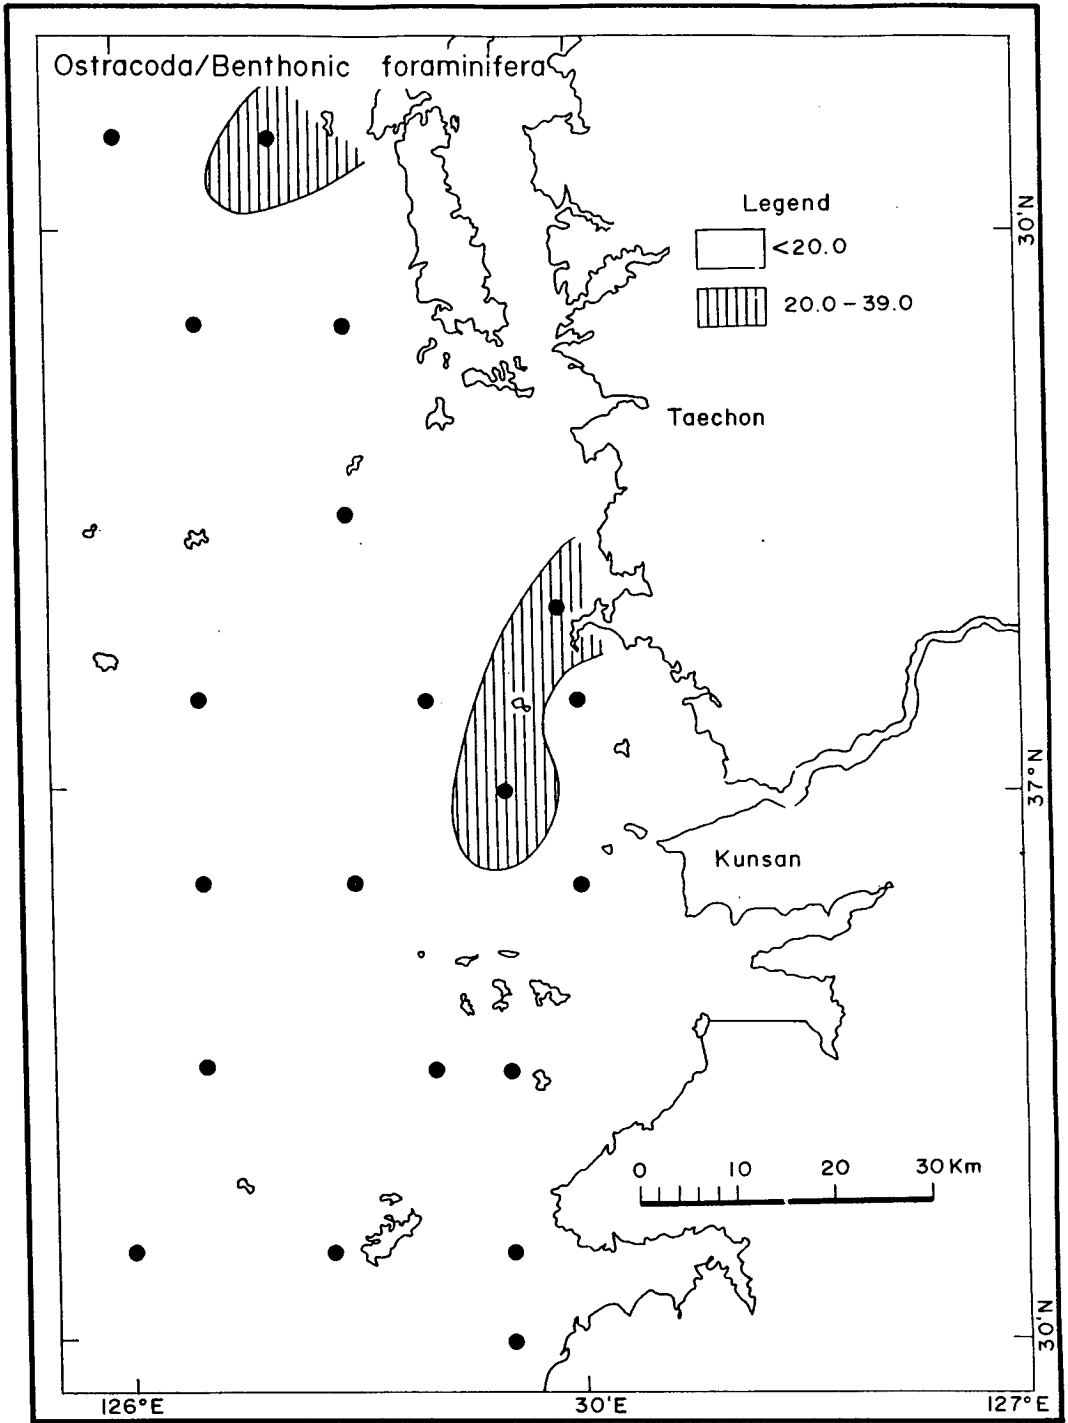 Ostracoda/Benthonic foraminifera
Legend
<20.0
20.0-39.0
30'N
Taechon
37°N
Kunsan
0 10 20 30 Km
30'N
126°E 30'E 127°E